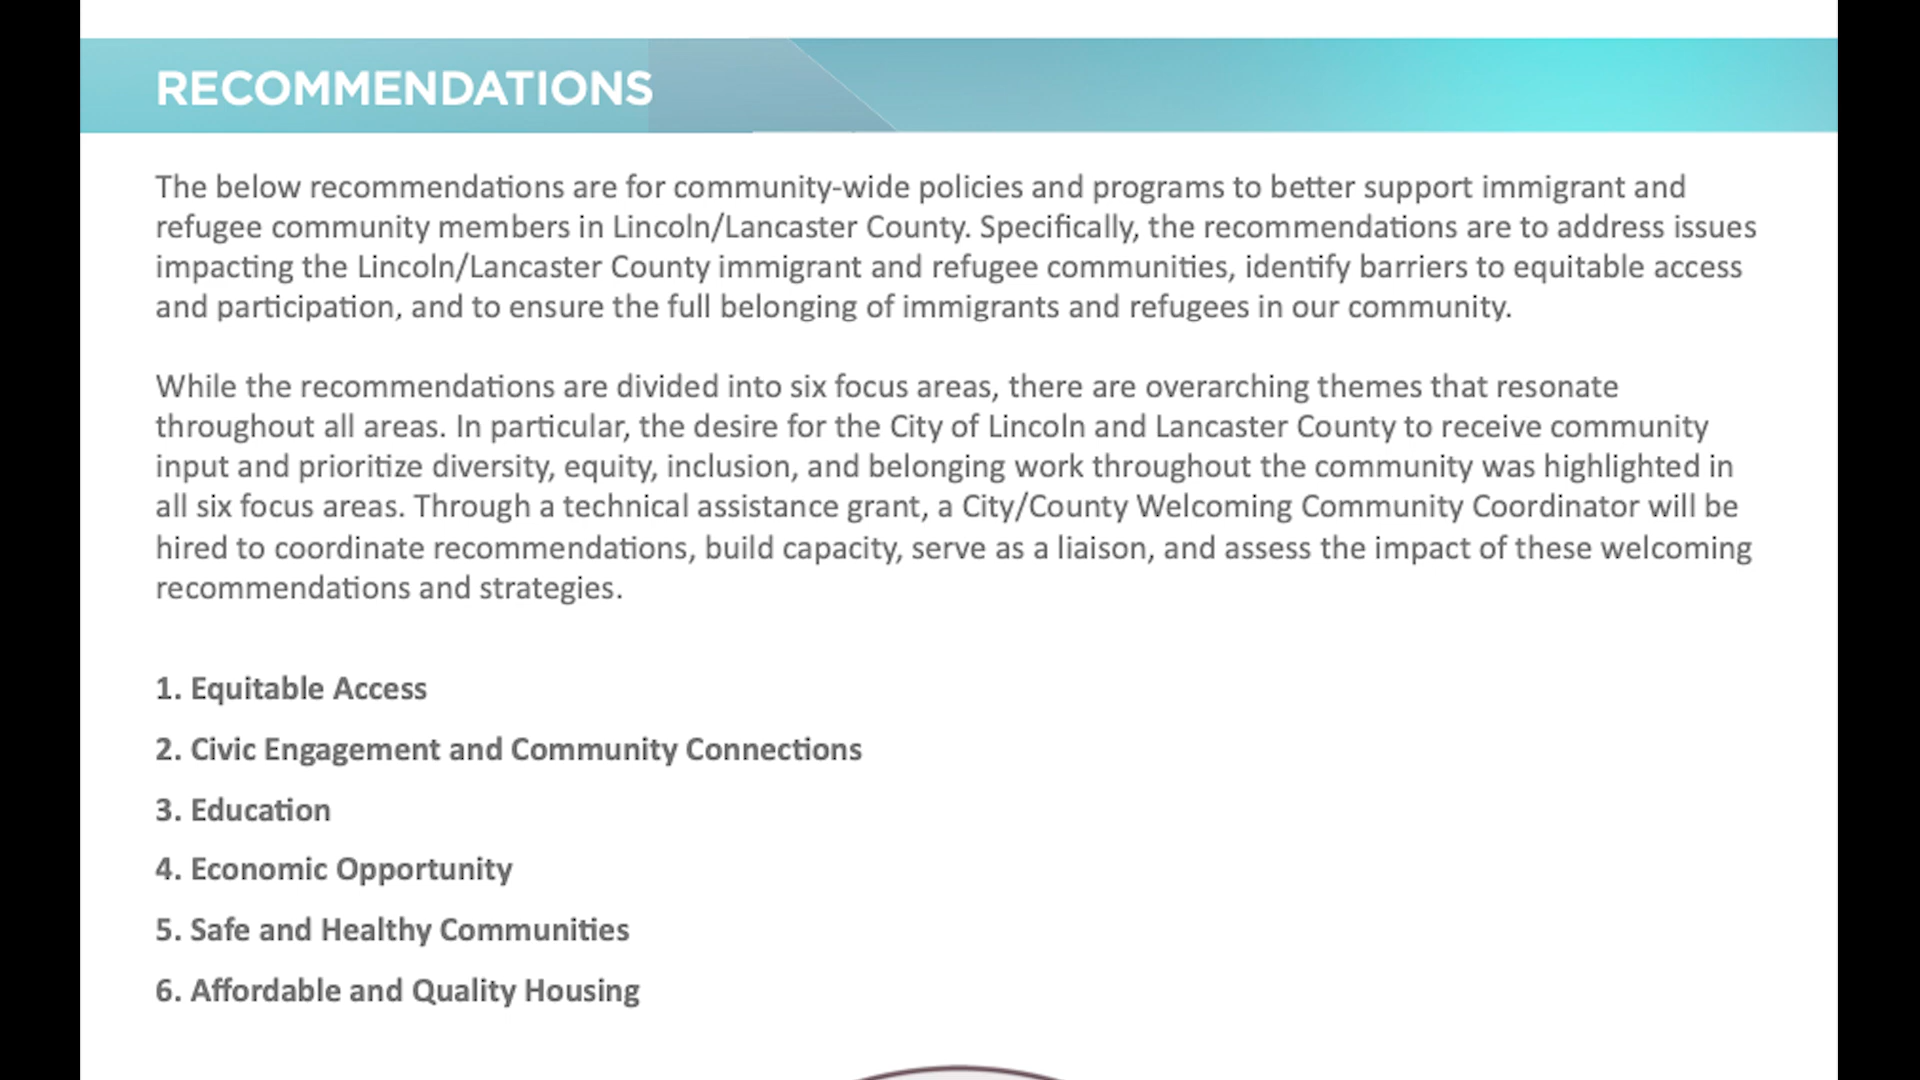 RECOMMENDATIONS
The below recommendations are for community-wide policies and programs to better support immigrant and
refugee community members in Lincoln/Lancaster County. Specifically, the recommendations are to address issues
impacting the Lincoln/Lancaster County immigrant and refugee communities, identify barriers to equitable access
and participation, and to ensure the full belonging of immigrants and refugees in our community.
While the recommendations are divided into six focus areas, there are overarching themes that resonate
throughout all areas. In particular, the desire for the City of Lincoln and Lancaster County to receive community
input and prioritize diversity, equity, inclusion, and belonging work throughout the community was highlighted in
all six focus areas. Through a technical assistance grant, a City/County Welcoming Community Coordinator will be
hired to coordinate recommendations, build capacity, serve as a liaison, and assess the impact of these welcoming
recommendations and strategies.
1. Equitable Access
2. Civic Engagement and Community Connections
3. Education
4. Economic Opportunity
5. Safe and Healthy Communities
6. Affordable and Quality Housing